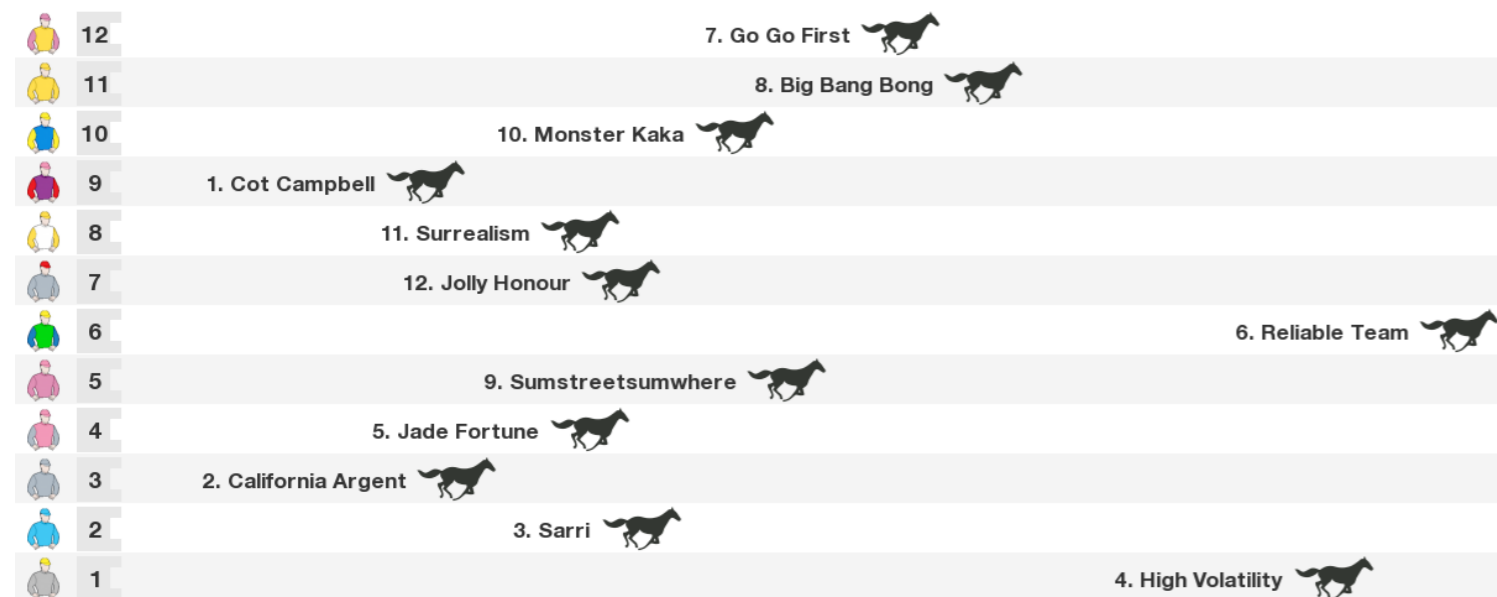 12 7. Go Go First
11 8. Big Bang Bong
10 10. Monster Kaka
9 1. Cot Campbell
8 11. Surrealism
7 12. Jolly Honour
6 6. Reliable Team
5 9. Sumstreetsumwhere
4 5. Jade Fortune
3 2. California Argent
2 3. Sarri
1 4. High Volatility